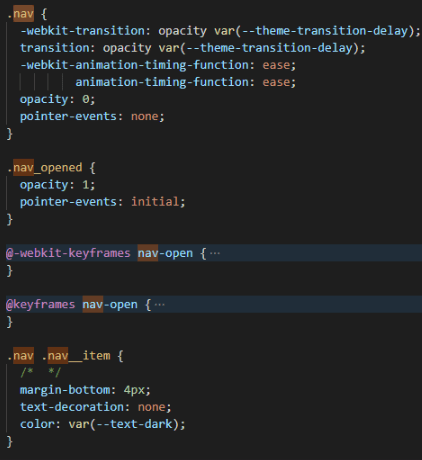 .nav {
-webkit-transition: opacity var(--theme-transition-delay);
transition: opacity var(--theme-transition-delay);
-webkit-animation-timing-function: ease;
animation-timing-function: ease;
opacity: 0;
pointer-events: none;
}
.nav_opened {
opacity: 1;
pointer-events: initial;
}
@-webkit-keyframes nav-open { ···
}
@keyframes nav-open { ···
}
.nav .nav__item {
/*  */
margin-bottom: 4px;
text-decoration: none;
color: var(--text-dark);
}